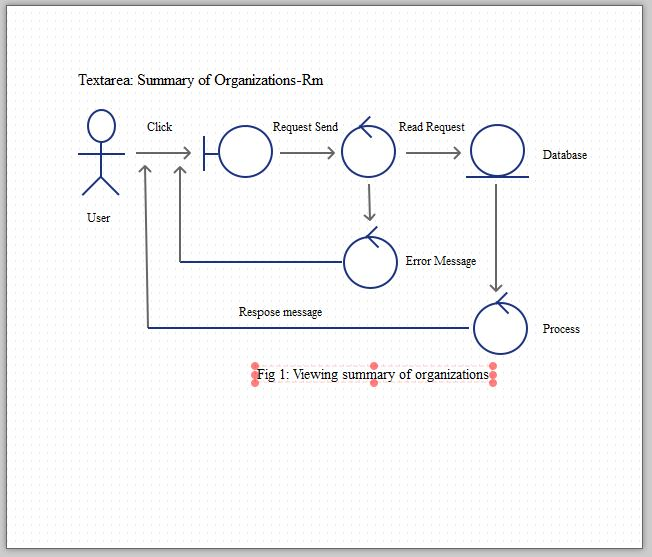 Textarea: Summary of Organizations-Rm
Click
Request Send
Read Request
Database
User
Error Message
Respose message
Process
Fig 1: Viewing summary of organizations